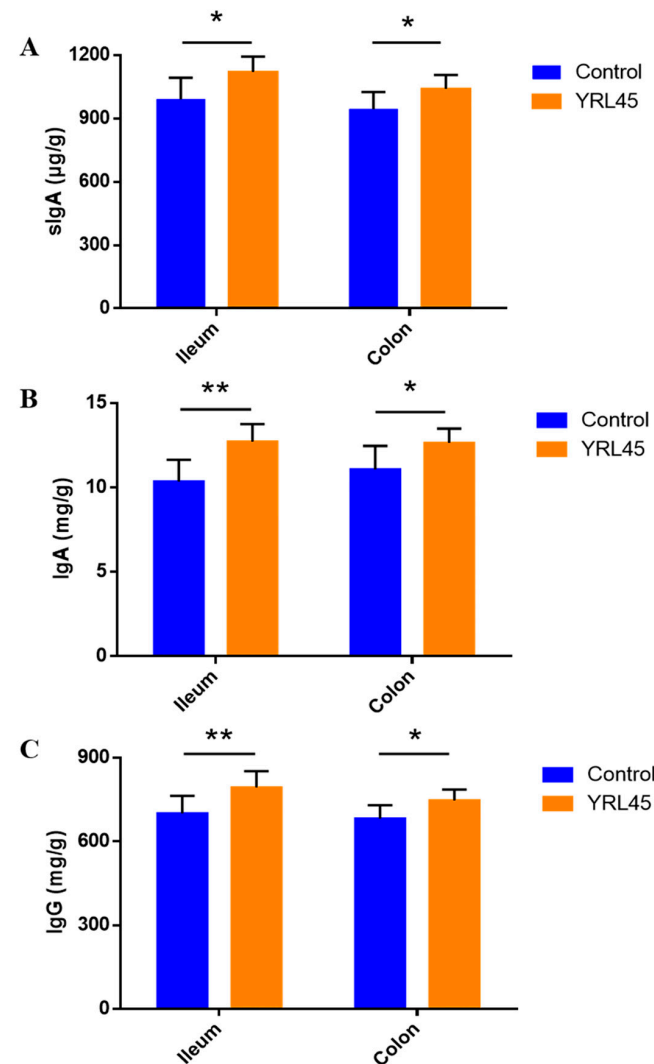 A
*
*
1200
900
600
300
0
sIgA (μg/g)
Ileum
Colon
Control
YRL45
B
**
*
15
10
5
0
IgA (mg/g)
Ileum
Colon
Control
YRL45
C
**
*
900
600
300
0
IgG (mg/g)
Ileum
Colon
Control
YRL45